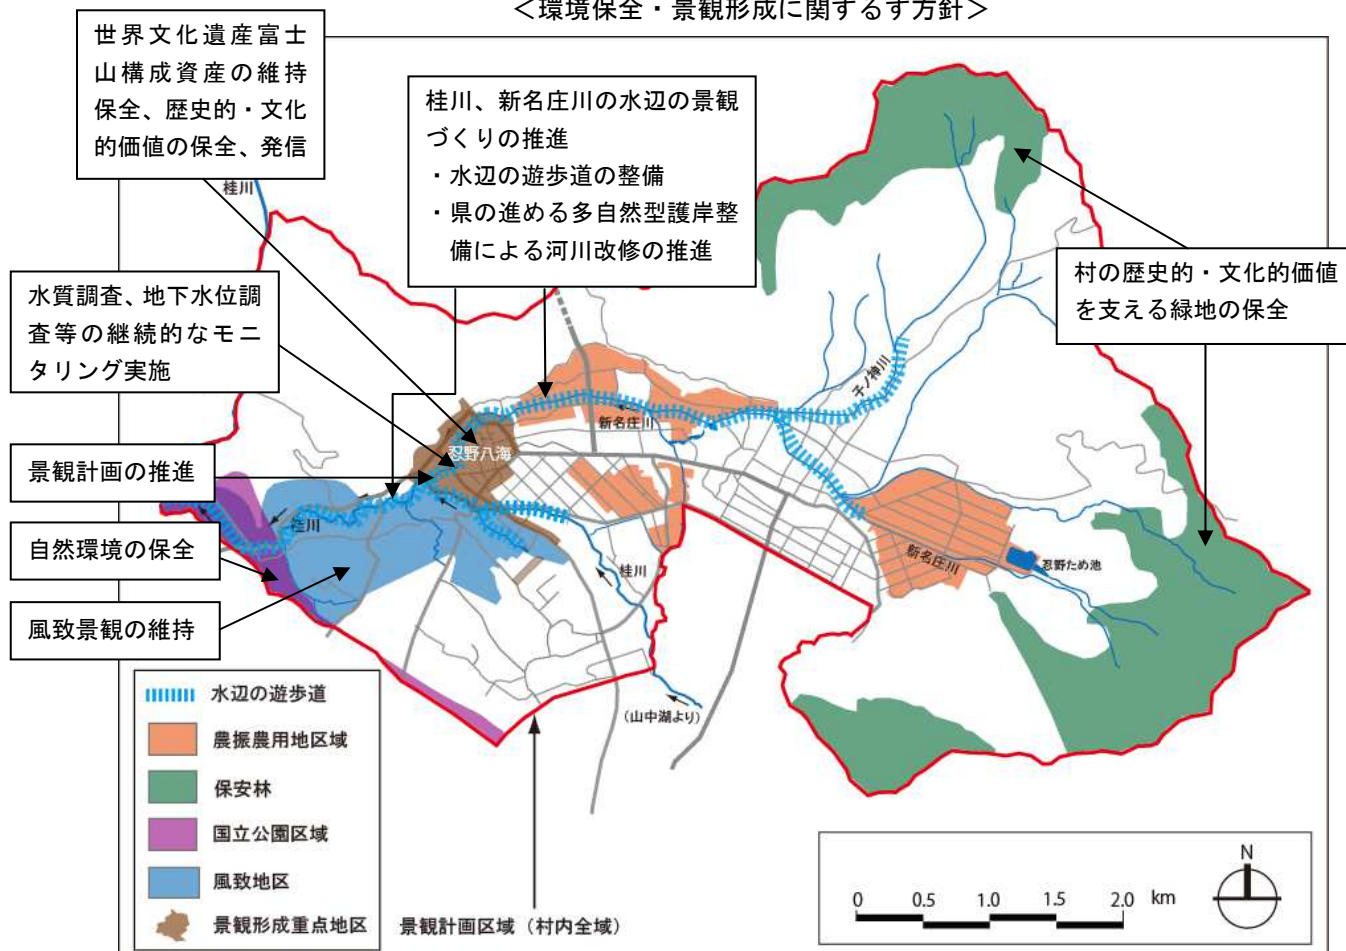 ＜環境保全・景観形成に関するす方針＞
世界文化遺産富士
山構成資産の維持
保全、歴史的・文化
的価値の保全、発信
桂川、新名庄川の水辺の景観
づくりの推進
・水辺の遊歩道の整備
・県の進める多自然型護岸整
備による河川改修の推進
桂川
村の歴史的・文化的価値
を支える緑地の保全
水質調査、地下水位調
査等の継続的なモニ
タリング実施
子ノ神川
新名庄川
忍野八海
景観計画の推進
桂川
自然環境の保全
新名庄川
忍野ため池
桂川
風致景観の維持
水辺の遊歩道
農振農用地区域
保安林
国立公園区域
風致地区
景観形成重点地区
（山中湖より）
景観計画区域（村内全域）
N
0 0.5 1.0 1.5 2.0 km